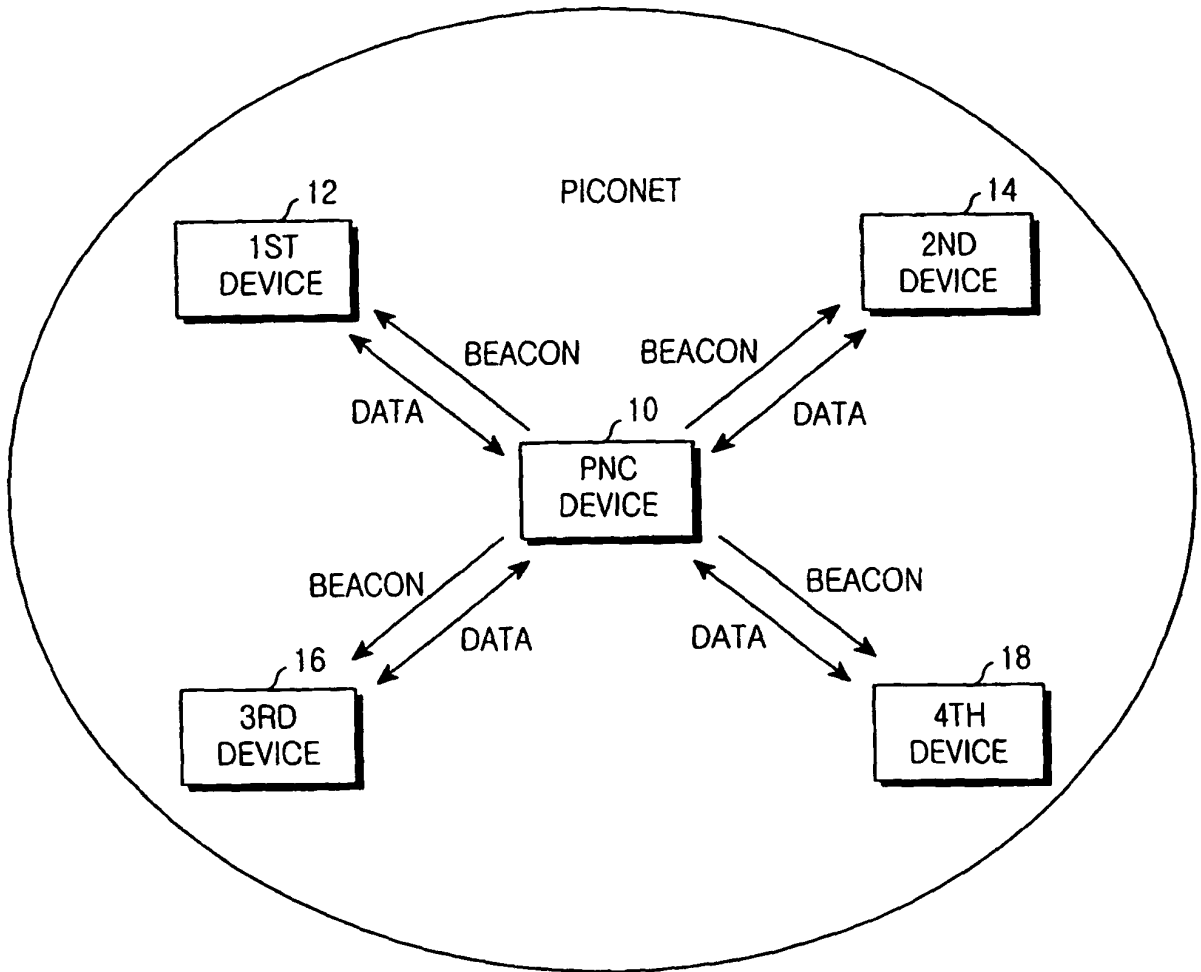 PICONET
12
1ST
DEVICE
14
2ND
DEVICE
BEACON
DATA
BEACON
DATA
10
PNC
DEVICE
BEACON
DATA
BEACON
DATA
16
3RD
DEVICE
18
4TH
DEVICE